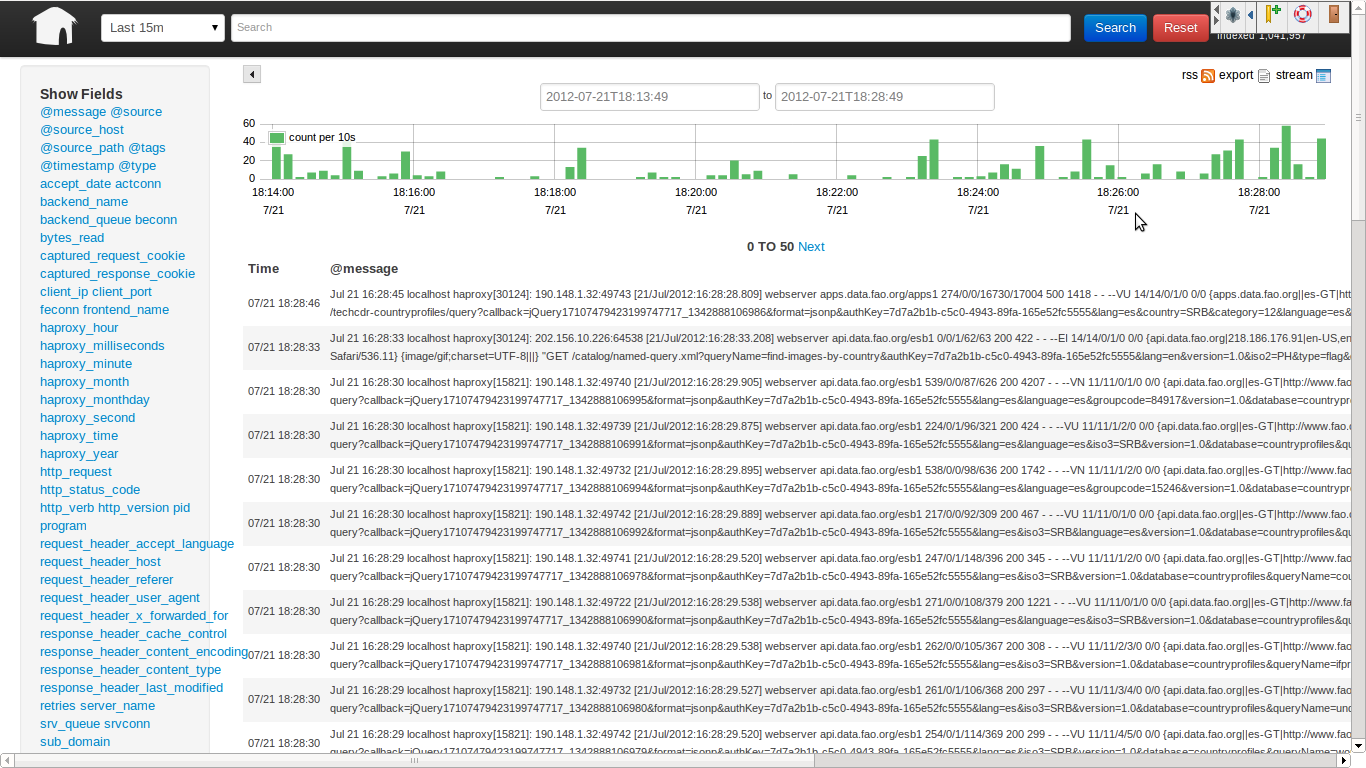 Last 15m
Search
Search
Reset
Indexed 1,041,957
rss export stream
Show Fields
@message @source
@source_host
@source_path @tags
@timestamp @type
accept_date actconn
backend_name
backend_queue beconn
bytes_read
captured_request_cookie
captured_response_cookie
client_ip client_port
feconn frontend_name
haproxy_hour
haproxy_milliseconds
haproxy_minute
haproxy_month
haproxy_monthday
haproxy_second
haproxy_time
haproxy_year
http_request
http_status_code
http_verb http_version pid
program
request_header_accept_language
request_header_host
request_header_referer
request_header_user_agent
request_header_x_forwarded_for
response_header_cache_control
response_header_content_encoding
response_header_content_type
response_header_last_modified
retries server_name
srv_queue srvconn
sub_domain
2012-07-21T18:13:49 to 2012-07-21T18:28:49
60
40
20
0
count per 10s
18:14:00 18:16:00 18:18:00 18:20:00 18:22:00 18:24:00 18:26:00 18:28:00
7/21 7/21 7/21 7/21 7/21 7/21 7/21 7/21
0 TO 50 Next
Time @message
07/21 18:28:46
Jul 21 16:28:45 localhost haproxy[30124]: 190.148.1.32:49743 [21/Jul/2012:16:28:28.809] webserver apps.data.fao.org/apps1 274/0/0/16730/17004 500 1418 - - --VU 14/14/0/1/0 0/0 {apps.data.fao.org||es-GT|htt
/techcdr-countryprofiles/query?callback=jQuery17107479423199747717_1342888106986&format=jsonp&authKey=7d7a2b1b-c5c0-4943-89fa-165e52fc5555&lang=es&country=SRB&category=12&language=es&
07/21 18:28:33
Jul 21 16:28:33 localhost haproxy[30124]: 202.156.10.226:64538 [21/Jul/2012:16:28:33.208] webserver api.data.fao.org/esb1 0/0/1/62/63 200 422 - - --EI 14/14/0/1/0 0/0 {api.data.fao.org|218.186.176.91|en-US,en
Safari/536.11} {image/gif;charset=UTF-8|||} "GET /catalog/named-query.xml?queryName=find-images-by-country&authKey=7d7a2b1b-c5c0-4943-89fa-165e52fc5555&lang=en&version=1.0&iso2=PH&type=flag&
07/21 18:28:30
Jul 21 16:28:30 localhost haproxy[15821]: 190.148.1.32:49740 [21/Jul/2012:16:28:29.905] webserver api.data.fao.org/esb1 539/0/0/87/626 200 4207 - - --VN 11/11/0/1/0 0/0 {api.data.fao.org||es-GT|http://www.fao
query?callback=jQuery17107479423199747717_1342888106995&format=jsonp&authKey=7d7a2b1b-c5c0-4943-89fa-165e52fc5555&lang=es&language=es&groupcode=84917&version=1.0&database=countrypro
07/21 18:28:30
Jul 21 16:28:30 localhost haproxy[15821]: 190.148.1.32:49739 [21/Jul/2012:16:28:29.875] webserver api.data.fao.org/esb1 224/0/1/96/321 200 424 - - --VU 11/11/1/2/0 0/0 {api.data.fao.org||es-GT|http://www.fao.
query?callback=jQuery17107479423199747717_1342888106991&format=jsonp&authKey=7d7a2b1b-c5c0-4943-89fa-165e52fc5555&lang=es&language=es&iso3=SRB&version=1.0&database=countryprofiles&qu
07/21 18:28:30
Jul 21 16:28:30 localhost haproxy[15821]: 190.148.1.32:49732 [21/Jul/2012:16:28:29.895] webserver api.data.fao.org/esb1 538/0/0/98/636 200 1742 - - --VN 11/11/1/2/0 0/0 {api.data.fao.org||es-GT|http://www.fao
query?callback=jQuery17107479423199747717_1342888106994&format=jsonp&authKey=7d7a2b1b-c5c0-4943-89fa-165e52fc5555&lang=es&language=es&groupcode=15246&version=1.0&database=countrypro
07/21 18:28:30
Jul 21 16:28:30 localhost haproxy[15821]: 190.148.1.32:49742 [21/Jul/2012:16:28:29.889] webserver api.data.fao.org/esb1 217/0/0/92/309 200 467 - - --VU 11/11/0/1/0 0/0 {api.data.fao.org||es-GT|http://www.fao.
query?callback=jQuery17107479423199747717_1342888106992&format=jsonp&authKey=7d7a2b1b-c5c0-4943-89fa-165e52fc5555&lang=es&iso3=SRB&language=es&version=1.0&database=countryprofiles&qu
07/21 18:28:30
Jul 21 16:28:29 localhost haproxy[15821]: 190.148.1.32:49741 [21/Jul/2012:16:28:29.520] webserver api.data.fao.org/esb1 247/0/1/148/396 200 345 - - --VU 11/11/1/2/0 0/0 {api.data.fao.org||es-GT|http://www.fao
query?callback=jQuery17107479423199747717_1342888106978&format=jsonp&authKey=7d7a2b1b-c5c0-4943-89fa-165e52fc5555&lang=es&iso3=SRB&version=1.0&database=countryprofiles&queryName=cou
07/21 18:28:30
Jul 21 16:28:29 localhost haproxy[15821]: 190.148.1.32:49722 [21/Jul/2012:16:28:29.538] webserver api.data.fao.org/esb1 271/0/0/108/379 200 1221 - - --VU 11/11/0/1/0 0/0 {api.data.fao.org||es-GT|http://www.fa
query?callback=jQuery17107479423199747717_1342888106990&format=jsonp&authKey=7d7a2b1b-c5c0-4943-89fa-165e52fc5555&lang=es&language=es&iso3=SRB&version=1.0&database=countryprofiles&qu
07/21 18:28:30
Jul 21 16:28:29 localhost haproxy[15821]: 190.148.1.32:49740 [21/Jul/2012:16:28:29.538] webserver api.data.fao.org/esb1 262/0/0/105/367 200 308 - - --VU 11/11/2/3/0 0/0 {api.data.fao.org||es-GT|http://www.fao
query?callback=jQuery17107479423199747717_1342888106981&format=jsonp&authKey=7d7a2b1b-c5c0-4943-89fa-165e52fc5555&lang=es&iso3=SRB&version=1.0&database=countryprofiles&queryName=ifpr
07/21 18:28:30
Jul 21 16:28:29 localhost haproxy[15821]: 190.148.1.32:49732 [21/Jul/2012:16:28:29.527] webserver api.data.fao.org/esb1 261/0/1/106/368 200 297 - - --VU 11/11/3/4/0 0/0 {api.data.fao.org||es-GT|http://www.fao
query?callback=jQuery17107479423199747717_1342888106980&format=jsonp&authKey=7d7a2b1b-c5c0-4943-89fa-165e52fc5555&lang=es&iso3=SRB&version=1.0&database=countryprofiles&queryName=und
07/21 18:28:30
Jul 21 16:28:29 localhost haproxy[15821]: 190.148.1.32:49742 [21/Jul/2012:16:28:29.520] webserver api.data.fao.org/esb1 254/0/1/114/369 200 299 - - --VU 11/11/4/5/0 0/0 {api.data.fao.org||es-GT|http://www.fao
query?callback=jQuery17107479423199747717_1342888106979&format=jsonp&authKey=7d7a2b1b-c5c0-4943-89fa-165e52fc5555&lang=es&iso3=SRB&version=1.0&database=countryprofiles&queryName=wo